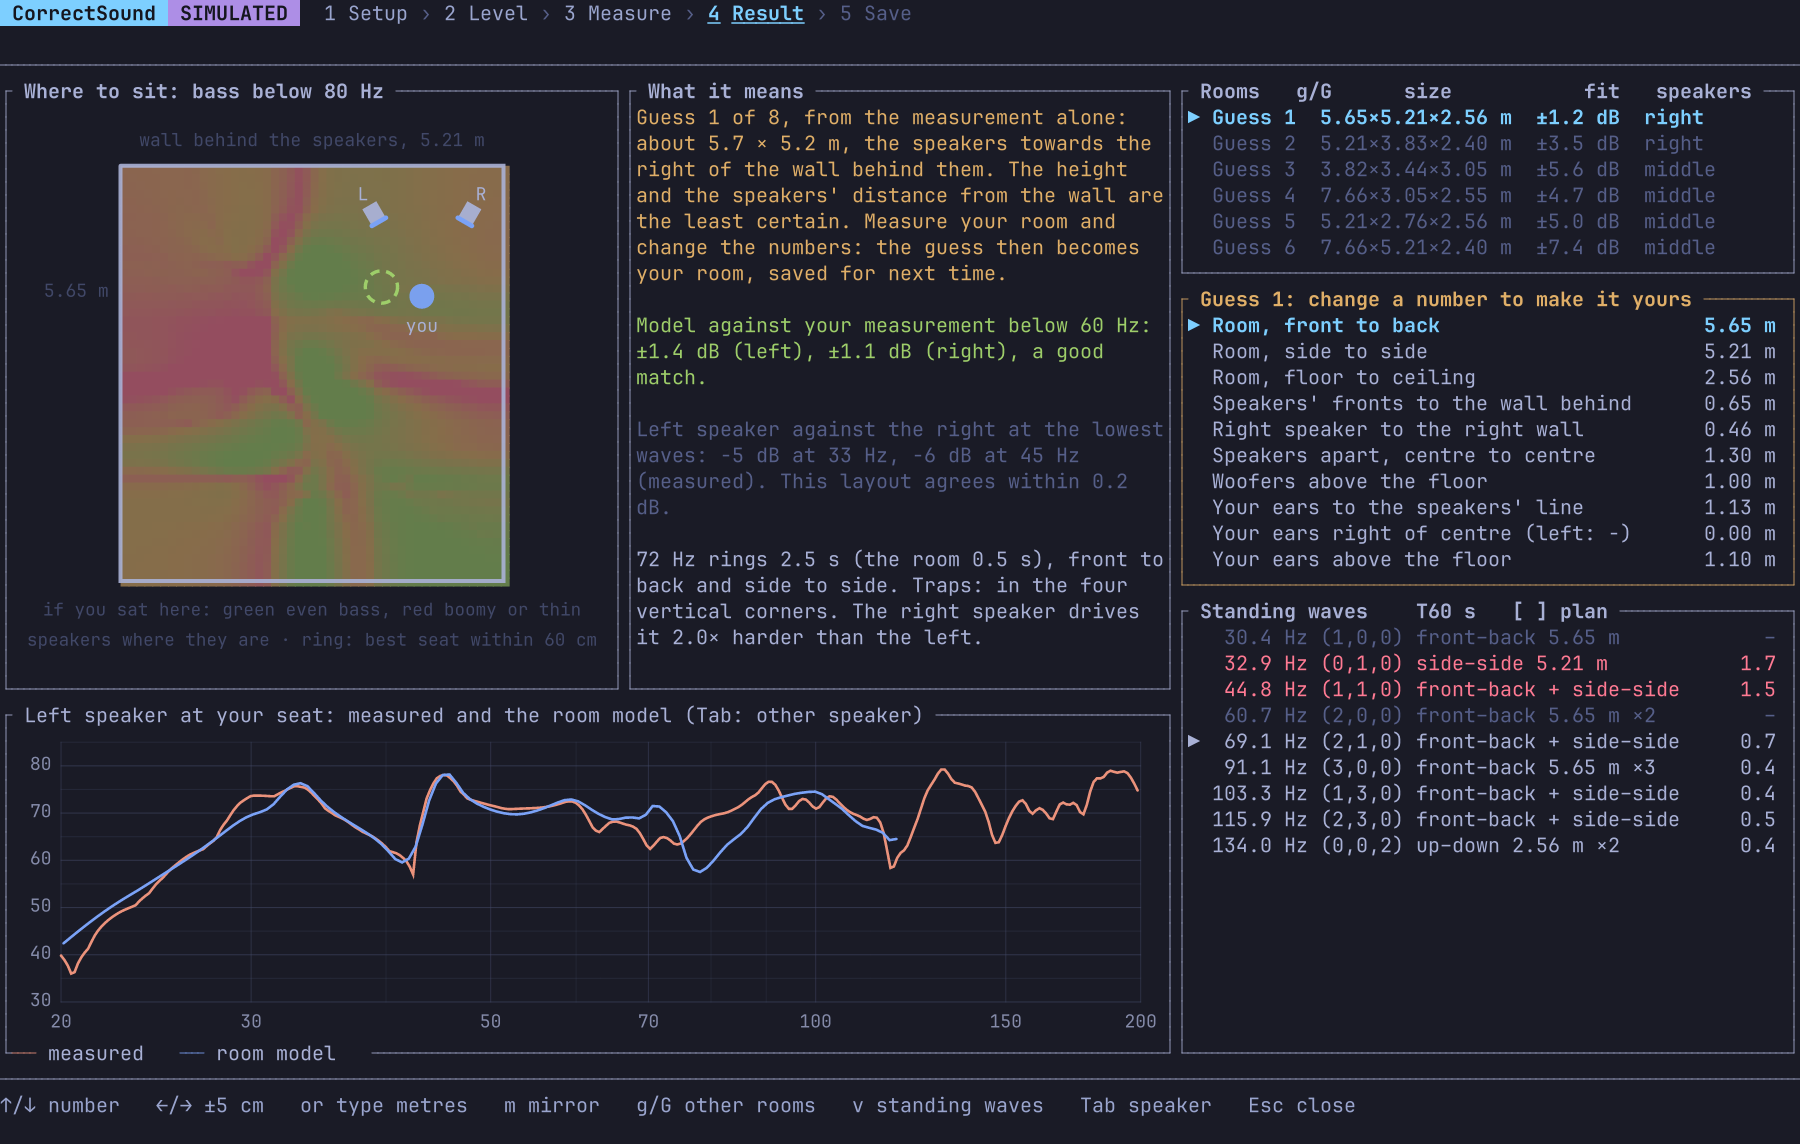 CorrectSound SIMULATED 1 Setup › 2 Level › 3 Measure › 4 Result › 5 Save
Where to sit: bass below 80 Hz
wall behind the speakers, 5.21 m
L
R
5.65 m
you
if you sat here: green even bass, red boomy or thin
speakers where they are · ring: best seat within 60 cm
What it means
Guess 1 of 8, from the measurement alone:
about 5.7 × 5.2 m, the speakers towards the
right of the wall behind them. The height
and the speakers' distance from the wall are
the least certain. Measure your room and
change the numbers: the guess then becomes
your room, saved for next time.
Model against your measurement below 60 Hz:
±1.4 dB (left), ±1.1 dB (right), a good
match.
Left speaker against the right at the lowest
waves: -5 dB at 33 Hz, -6 dB at 45 Hz
(measured). This layout agrees within 0.2
dB.
72 Hz rings 2.5 s (the room 0.5 s), front to
back and side to side. Traps: in the four
vertical corners. The right speaker drives
it 2.0× harder than the left.
Rooms g/G size fit speakers
▶ Guess 1 5.65×5.21×2.56 m ±1.2 dB right
Guess 2 5.21×3.83×2.40 m ±3.5 dB right
Guess 3 3.82×3.44×3.05 m ±5.6 dB middle
Guess 4 7.66×3.05×2.55 m ±4.7 dB middle
Guess 5 5.21×2.76×2.56 m ±5.0 dB middle
Guess 6 7.66×5.21×2.40 m ±7.4 dB middle
Guess 1: change a number to make it yours
▶ Room, front to back 5.65 m
Room, side to side 5.21 m
Room, floor to ceiling 2.56 m
Speakers' fronts to the wall behind 0.65 m
Right speaker to the right wall 0.46 m
Speakers apart, centre to centre 1.30 m
Woofers above the floor 1.00 m
Your ears to the speakers' line 1.13 m
Your ears right of centre (left: -) 0.00 m
Your ears above the floor 1.10 m
Standing waves T60 s [ ] plan
30.4 Hz (1,0,0) front-back 5.65 m –
32.9 Hz (0,1,0) side-side 5.21 m 1.7
44.8 Hz (1,1,0) front-back + side-side 1.5
60.7 Hz (2,0,0) front-back 5.65 m ×2 –
▶ 69.1 Hz (2,1,0) front-back + side-side 0.7
91.1 Hz (3,0,0) front-back 5.65 m ×3 0.4
103.3 Hz (1,3,0) front-back + side-side 0.4
115.9 Hz (2,3,0) front-back + side-side 0.5
134.0 Hz (0,0,2) up-down 2.56 m ×2 0.4
Left speaker at your seat: measured and the room model (Tab: other speaker)
80
70
60
50
40
30
20 30 50 70 100 150 200
measured room model
↑/↓ number ←/→ ±5 cm or type metres m mirror g/G other rooms v standing waves Tab speaker Esc close